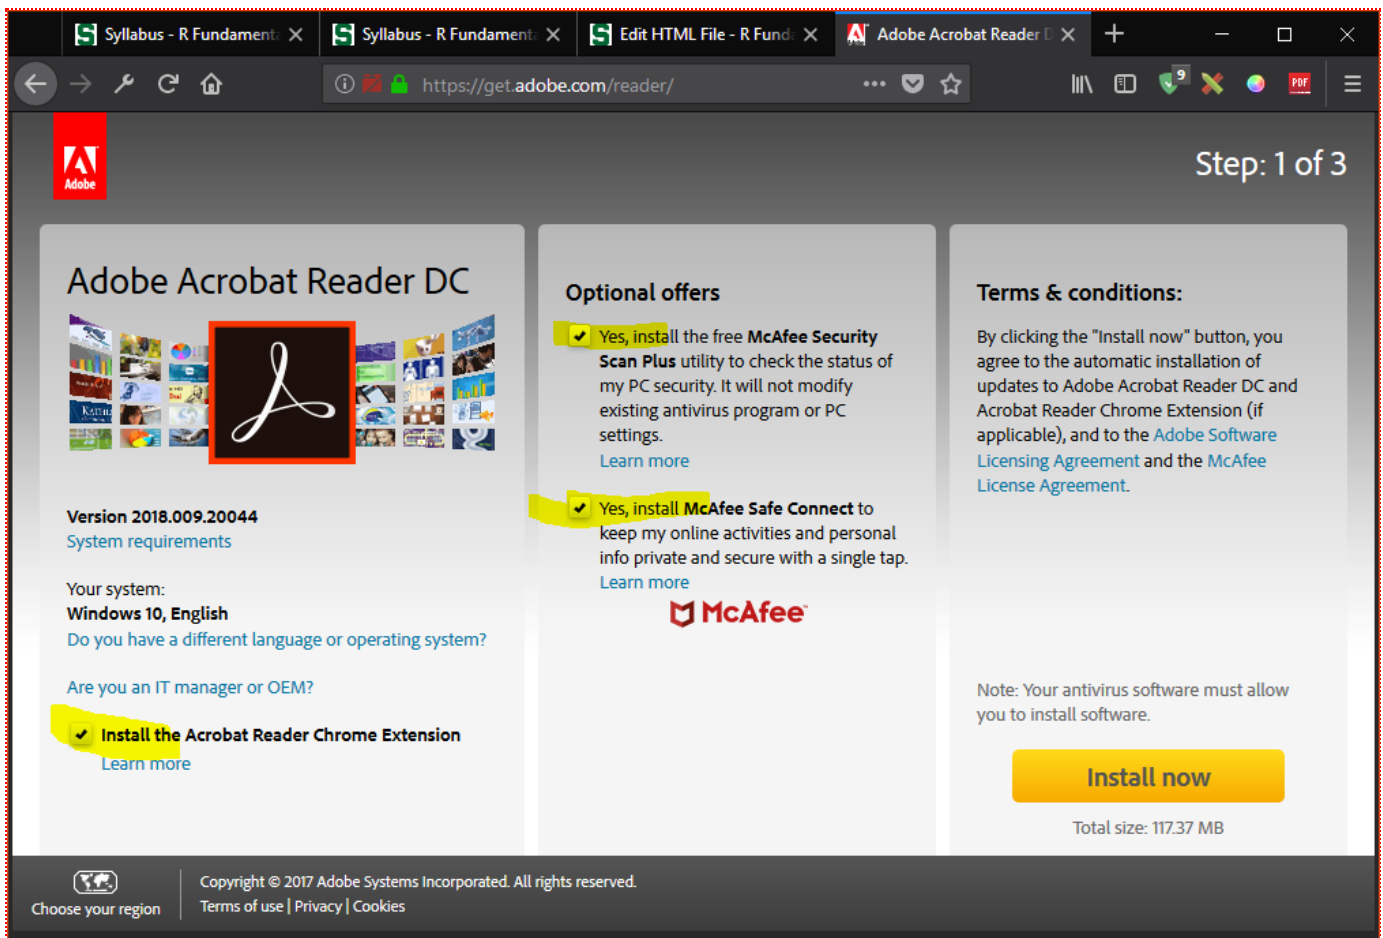 Syllabus - R Fundament
Syllabus - R Fundament
Edit HTML File - R Fund
Adobe Acrobat Reader D
https://get.adobe.com/reader/
9
PDF
Adobe
Step: 1 of 3
Adobe Acrobat Reader DC
Version 2018.009.20044
System requirements
Your system:
Windows 10, English
Do you have a different language or operating system?
Are you an IT manager or OEM?
Install the Acrobat Reader Chrome Extension
Learn more
Optional offers
Yes, install the free McAfee Security
Scan Plus utility to check the status of
my PC security. It will not modify
existing antivirus program or PC
settings.
Learn more
Yes, install McAfee Safe Connect to
keep my online activities and personal
info private and secure with a single tap.
Learn more
McAfee
Terms & conditions:
By clicking the "Install now" button, you
agree to the automatic installation of
updates to Adobe Acrobat Reader DC and
Acrobat Reader Chrome Extension (if
applicable), and to the Adobe Software
Licensing Agreement and the McAfee
License Agreement.
Note: Your antivirus software must allow
you to install software.
Install now
Total size: 117.37 MB
Choose your region
Copyright © 2017 Adobe Systems Incorporated. All rights reserved.
Terms of use | Privacy | Cookies